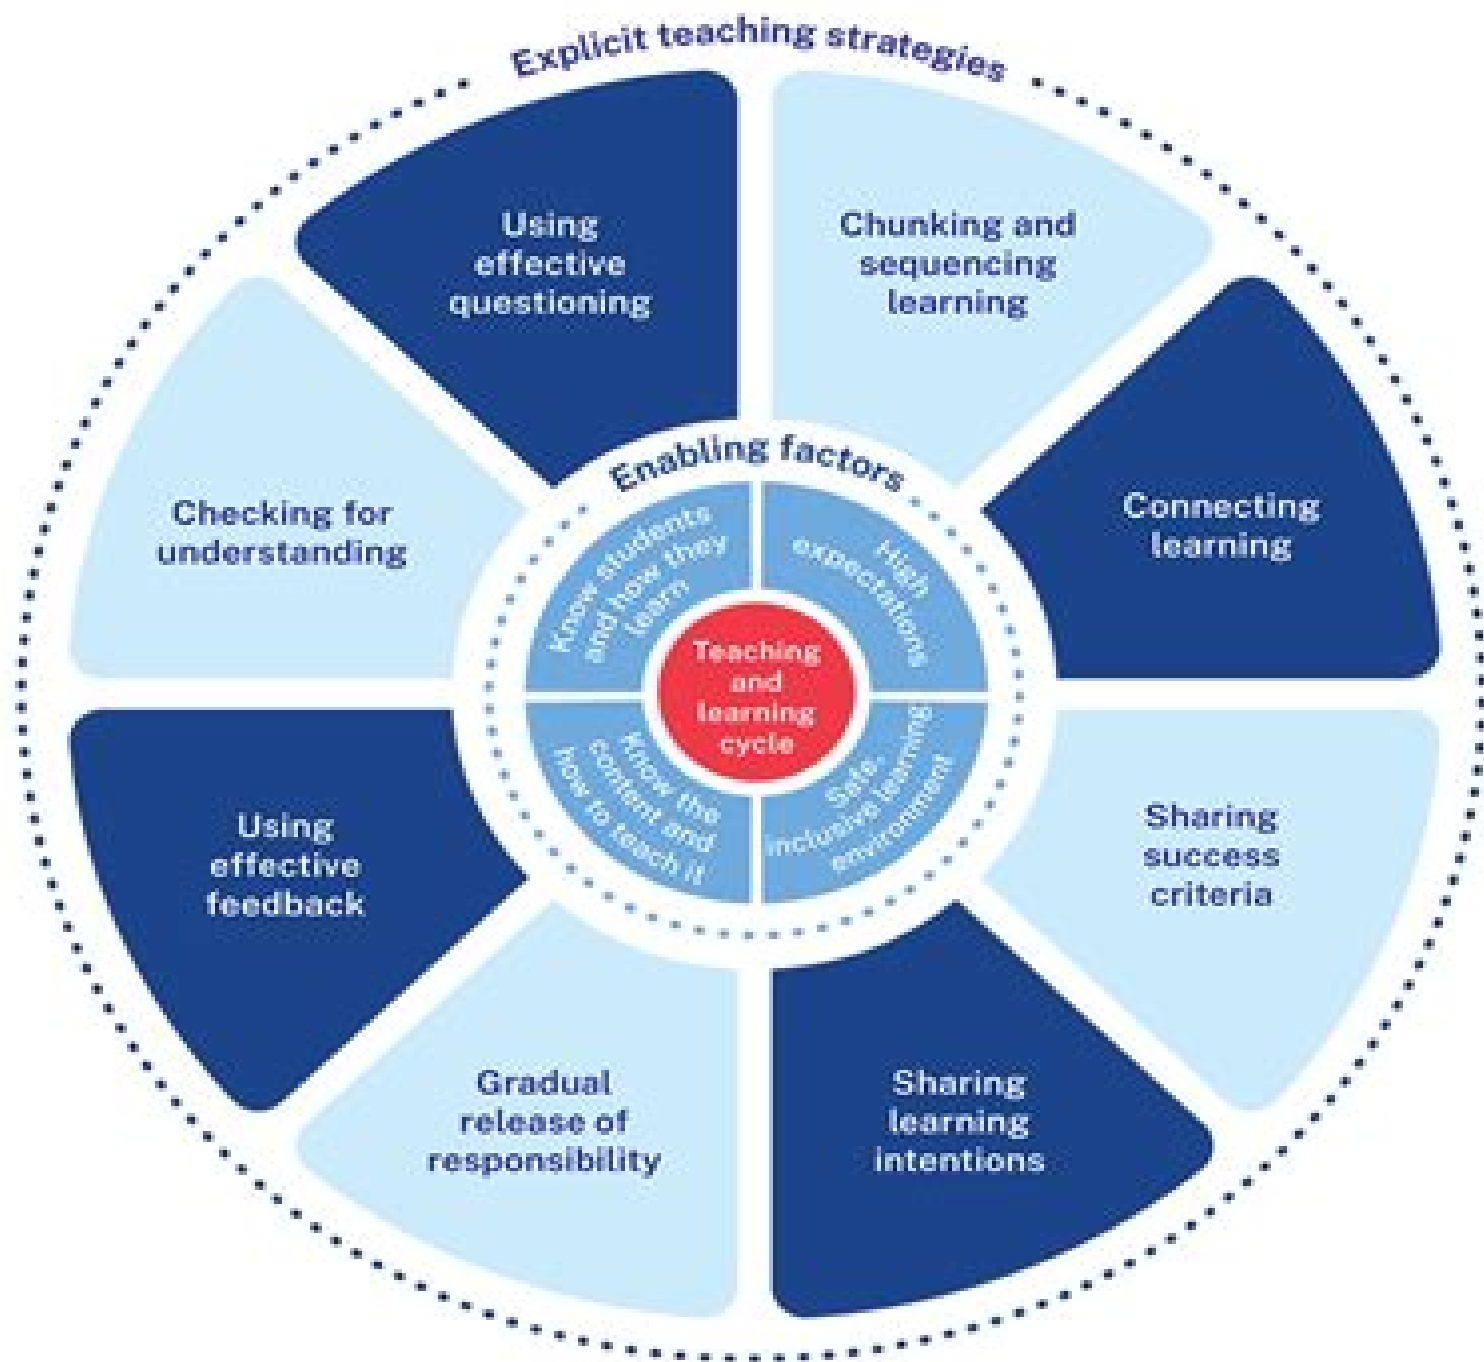 Explicit teaching strategies
Using
effective
questioning
Chunking and
sequencing
learning
Connecting
learning
Sharing
success
criteria
Sharing
learning
intentions
Gradual
release of
responsibility
Using
effective
feedback
Checking for
understanding
Enabling factors
Know students
and how they
learn
High
expectations
Safe,
inclusive learning
environment
Know the
content and
how to teach it
Teaching
and
learning
cycle